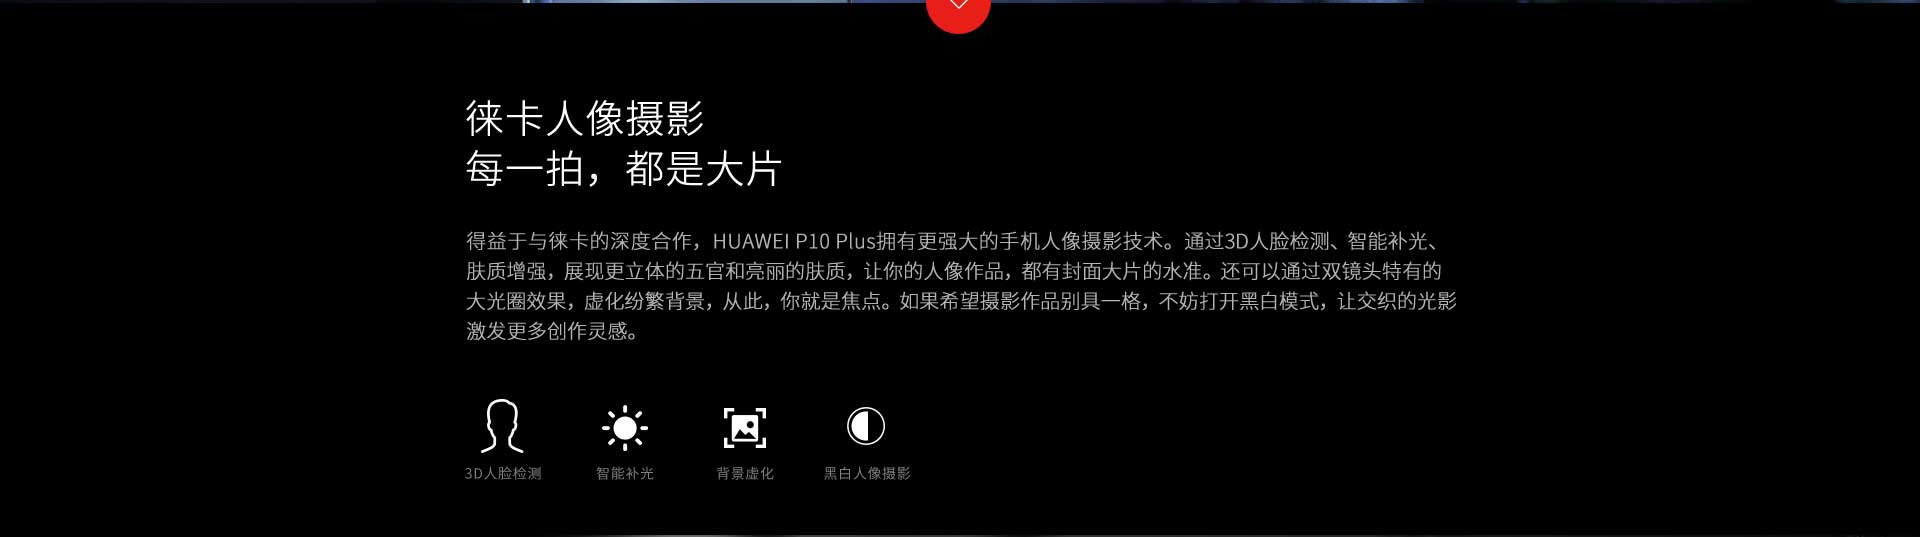 徕卡人像摄影
每一拍，都是大片
得益于与徕卡的深度合作，HUAWEI P10 Plus拥有更强大的手机人像摄影技术。通过3D人脸检测、智能补光、
肤质增强，展现更立体的五官和亮丽的肤质，让你的人像作品，都有封面大片的水准。还可以通过双镜头特有的
大光圈效果，虚化纷繁背景，从此，你就是焦点。如果希望摄影作品别具一格，不妨打开黑白模式，让交织的光影
激发更多创作灵感。
3D人脸检测 智能补光 背景虚化 黑白人像摄影